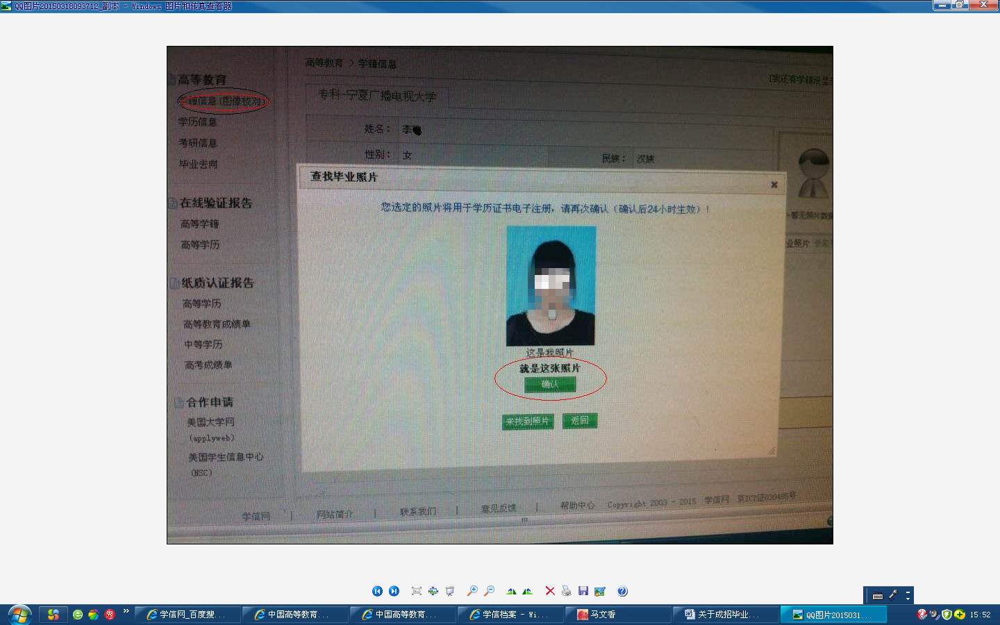 QQ图片20150318093712_副本 - Windows 图片和传真查看器
高等教育 > 学籍信息
[我还有学籍没显
高等教育
学籍信息(图像校对)
学历信息
考研信息
毕业去向
专科-宁夏广播电视大学
姓名：
李
性别：
女
民族：
汉族
>暂无照片数据
业照片
查找毕业照片
您选定的照片将用于学历证书电子注册，请再次确认（确认后24小时生效）！
这是我照片
就是这张照片
确认
未找到照片
返回
在线验证报告
高等学籍
高等学历
纸质认证报告
高等学历
高等教育成绩单
中等学历
高考成绩单
合作申请
美国大学网
(applyweb)
美国学生信息中心
(NSC)
学信网 | 网站简介 | 联系我们 | 意见反馈 | 帮助中心 Copyright 2003 - 2015 学信网 京ICP证030485号
学信网_百度搜...
中国高等教育...
中国高等教育...
学信档案 - Wi...
马文香
关于成招毕业...
QQ图片2015031...
15:52